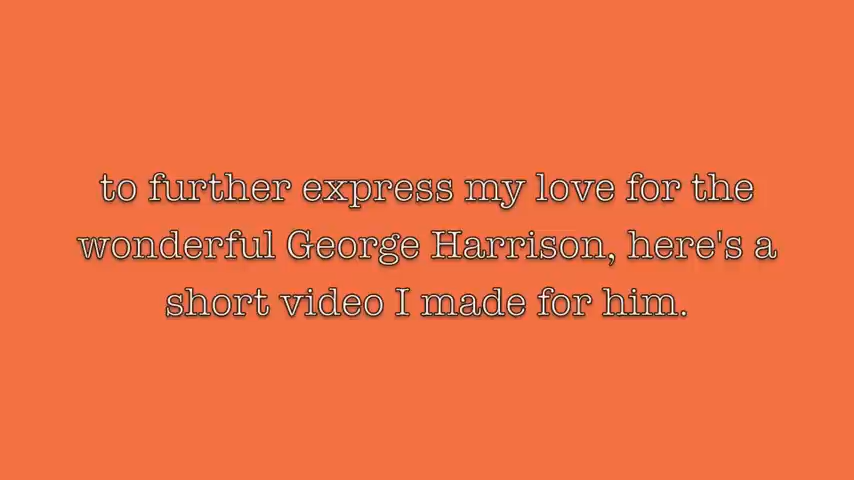 to further express my love for the
wonderful George Harrison, here's a
short video I made for him.